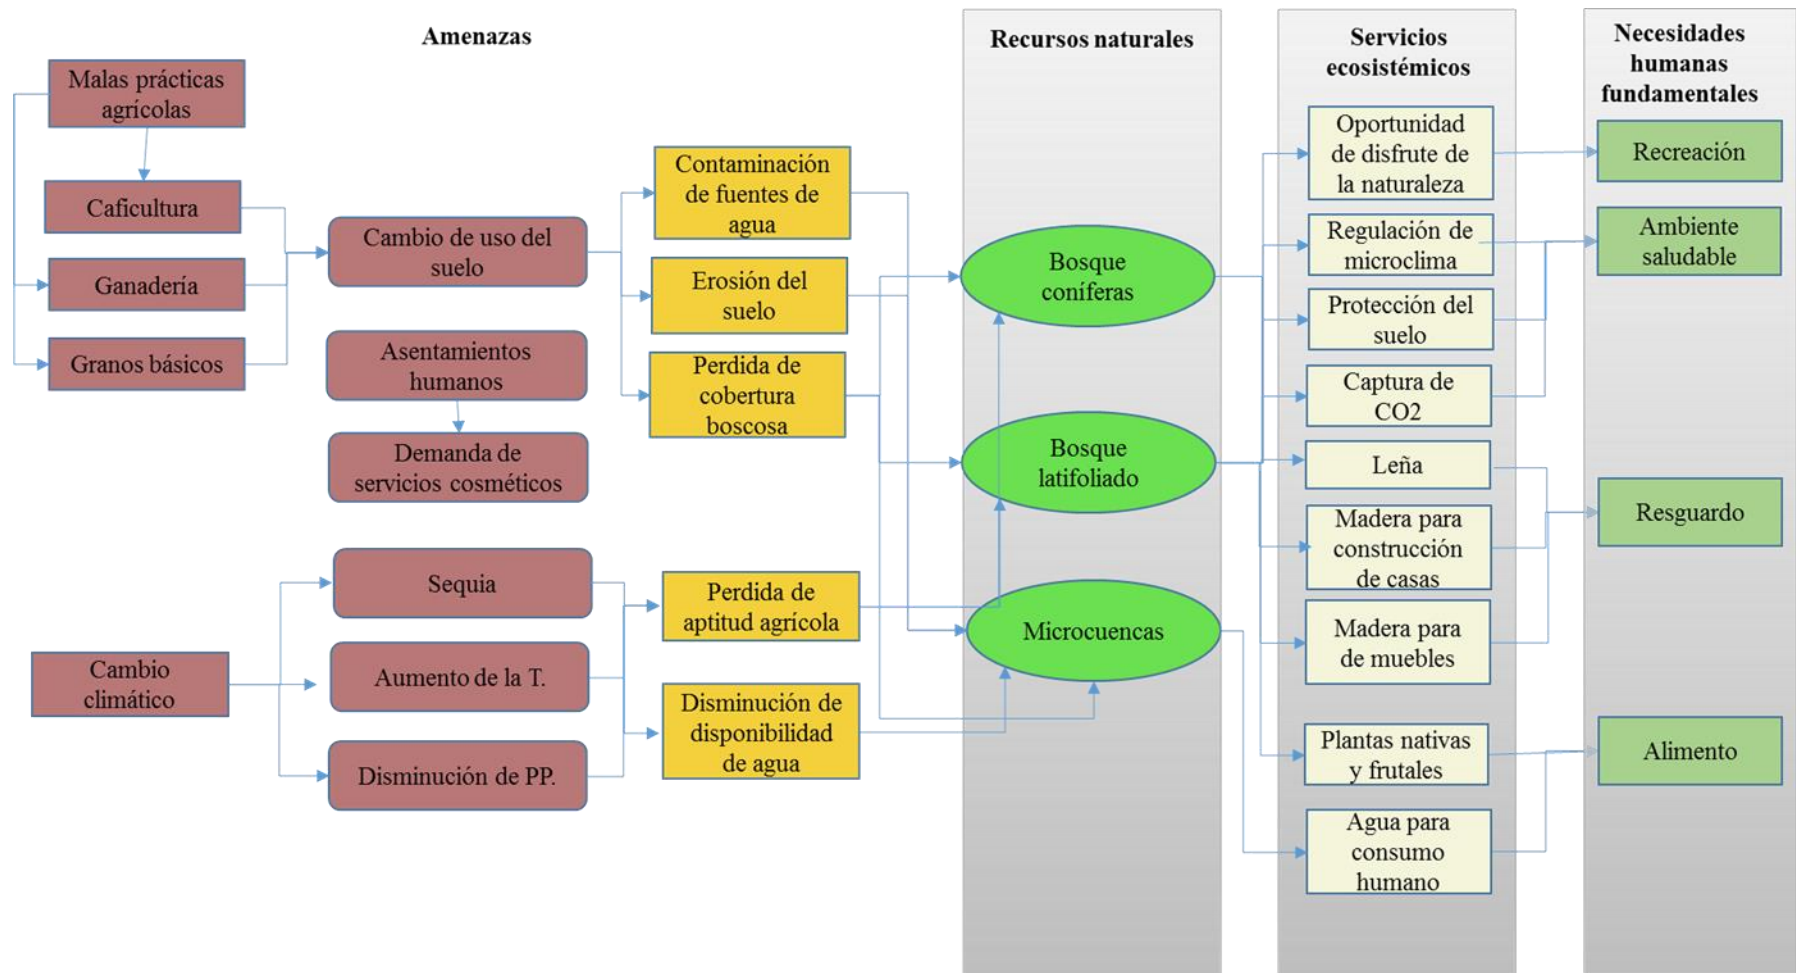 Amenazas
Malas prácticas
agrícolas
Caficultura
Ganadería
Granos básicos
Cambio de uso del
suelo
Asentamientos
humanos
Demanda de
servicios cosméticos
Contaminación
de fuentes de
agua
Erosión del
suelo
Perdida de
cobertura
boscosa
Cambio
climático
Sequia
Aumento de la T.
Disminución de PP.
Perdida de
aptitud agrícola
Disminución de
disponibilidad
de agua
Recursos naturales
Bosque
coníferas
Bosque
latifoliado
Microcuencas
Servicios
ecosistémicos
Oportunidad
de disfrute de
la naturaleza
Regulación de
microclima
Protección del
suelo
Captura de
CO2
Leña
Madera para
construcción
de casas
Madera para
de muebles
Plantas nativas
y frutales
Agua para
consumo
humano
Necesidades
humanas
fundamentales
Recreación
Ambiente
saludable
Resguardo
Alimento